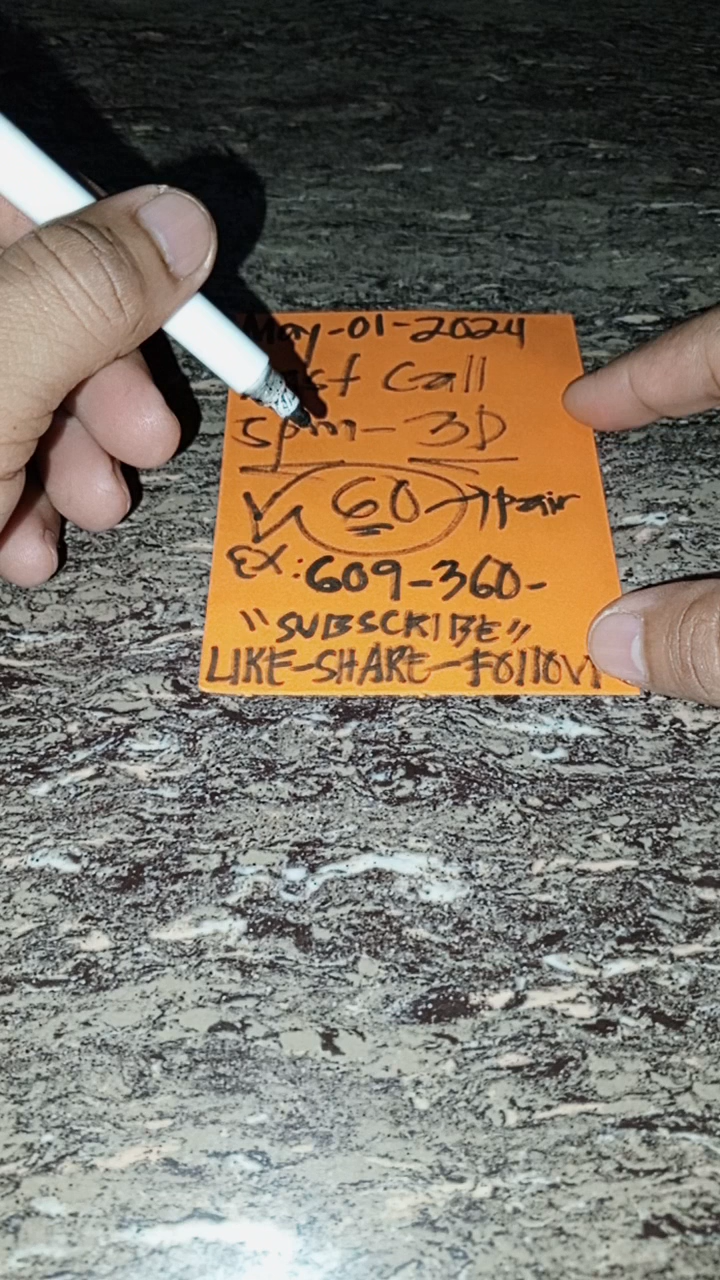 May-01-2024
Call
5pm-3D
60→pair
EX:609-360-
"SUBSCRIBE"
LIKE-SHARE-FOllOW